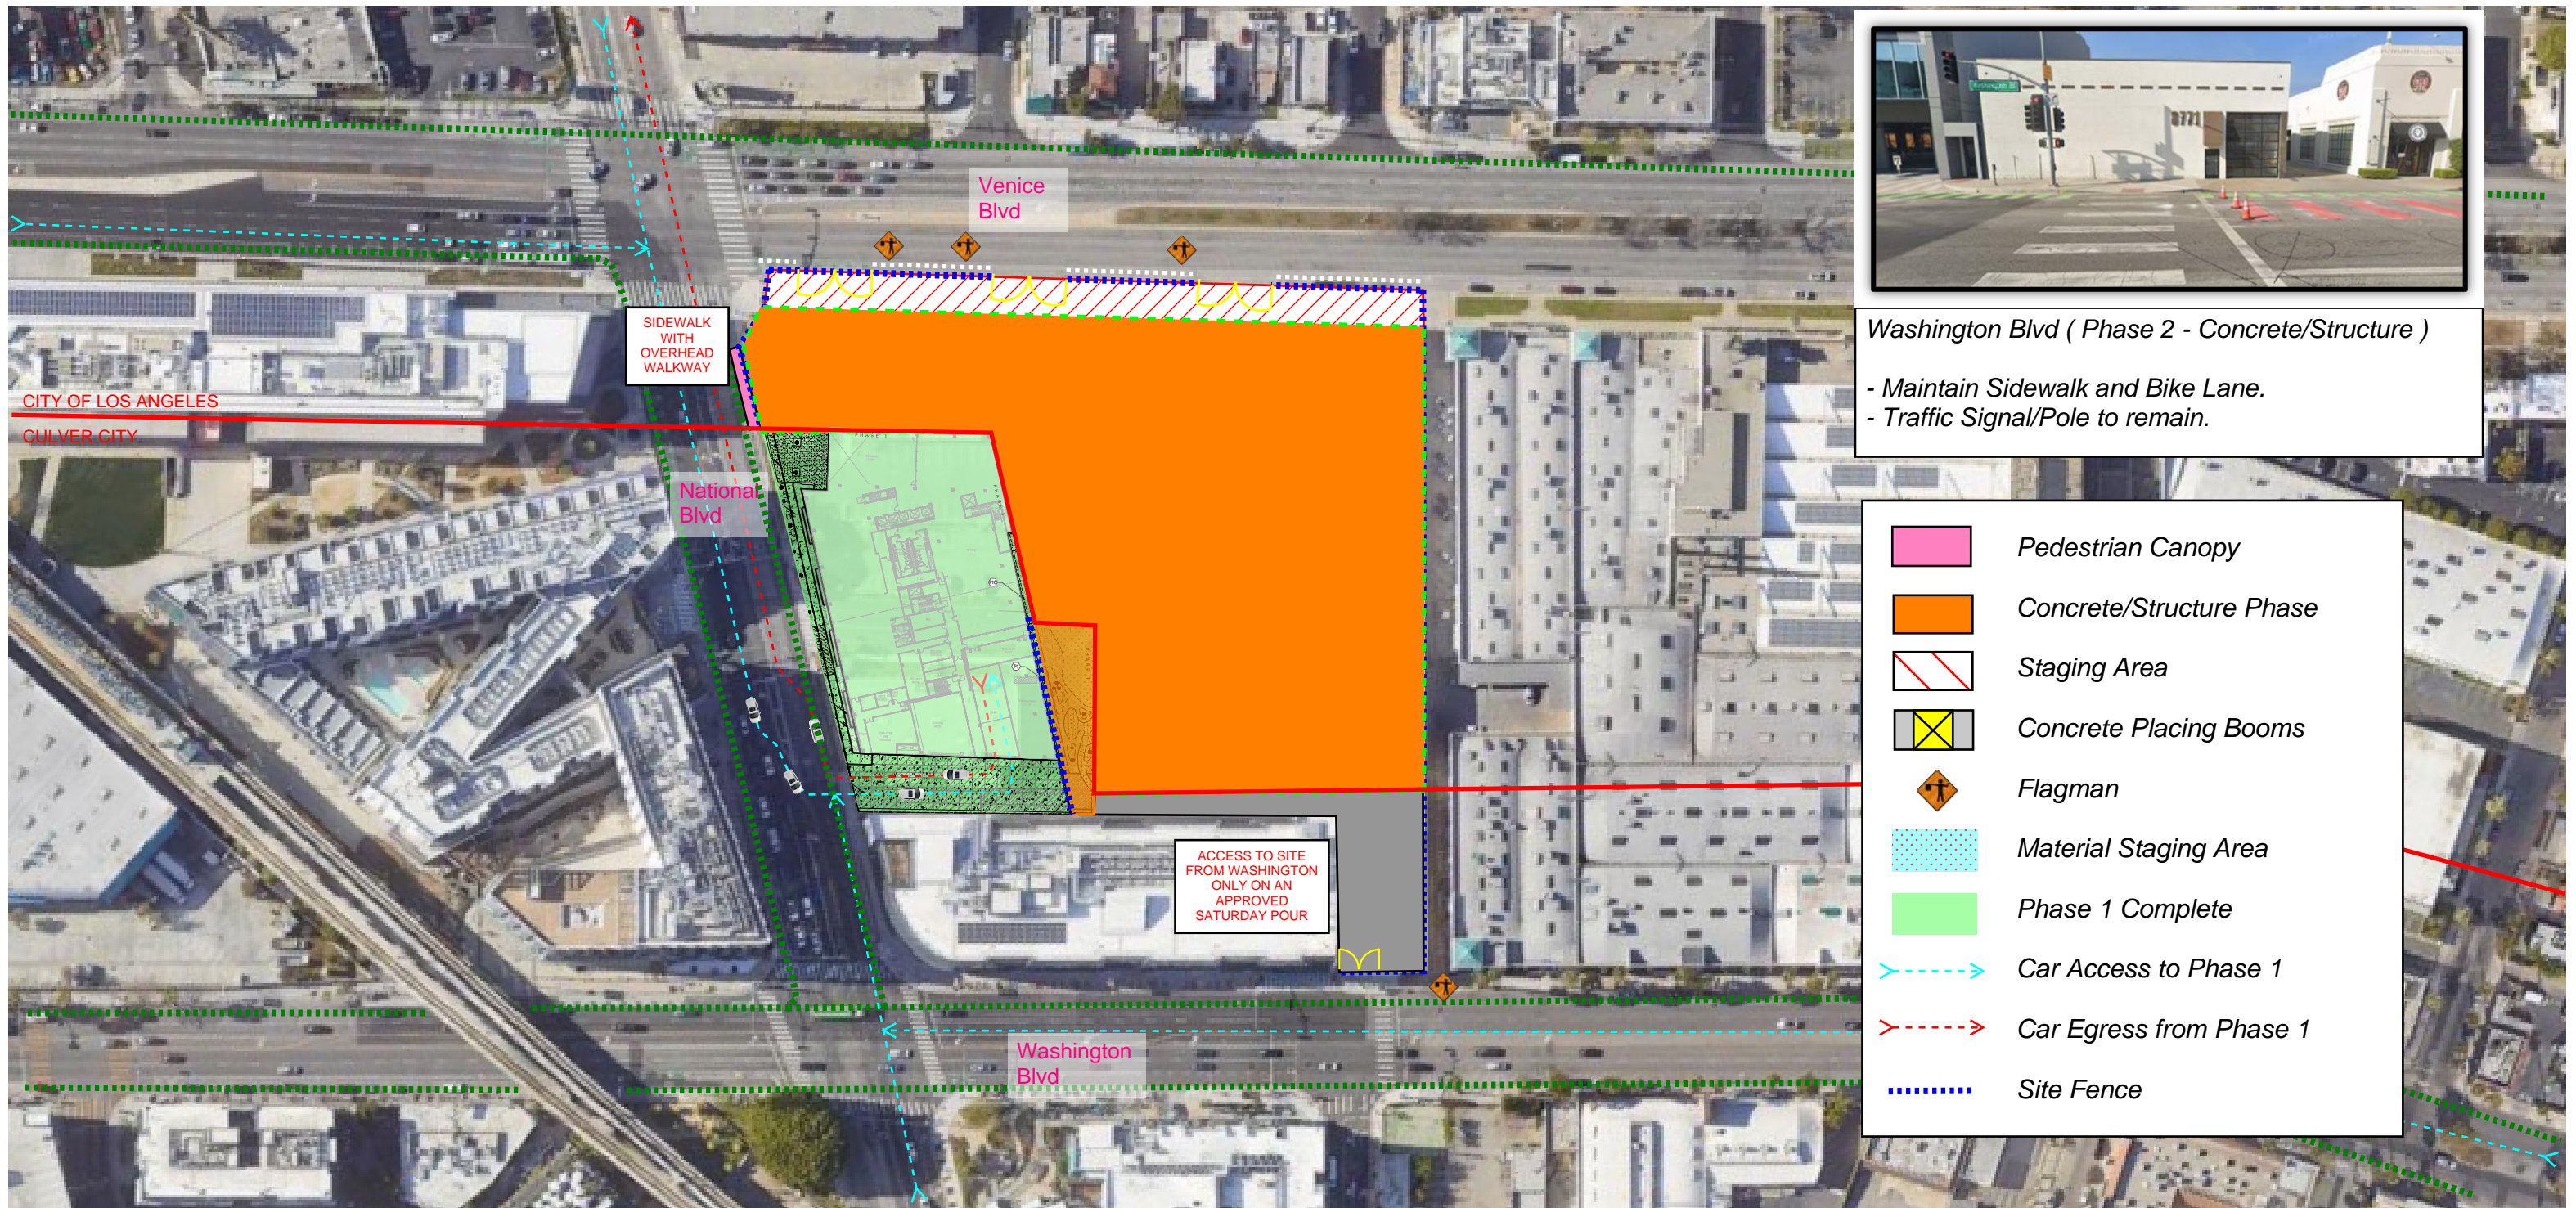 Venice
Blvd
SIDEWALK
WITH
OVERHEAD
WALKWAY
CITY OF LOS ANGELES
CULVER CITY
National
Blvd
ACCESS TO SITE
FROM WASHINGTON
ONLY ON AN
APPROVED
SATURDAY POUR
Washington
Blvd
8771
Washington Blvd ( Phase 2 - Concrete/Structure )
- Maintain Sidewalk and Bike Lane.
- Traffic Signal/Pole to remain.
Pedestrian Canopy
Concrete/Structure Phase
Staging Area
Concrete Placing Booms
Flagman
Material Staging Area
Phase 1 Complete
Car Access to Phase 1
Car Egress from Phase 1
Site Fence